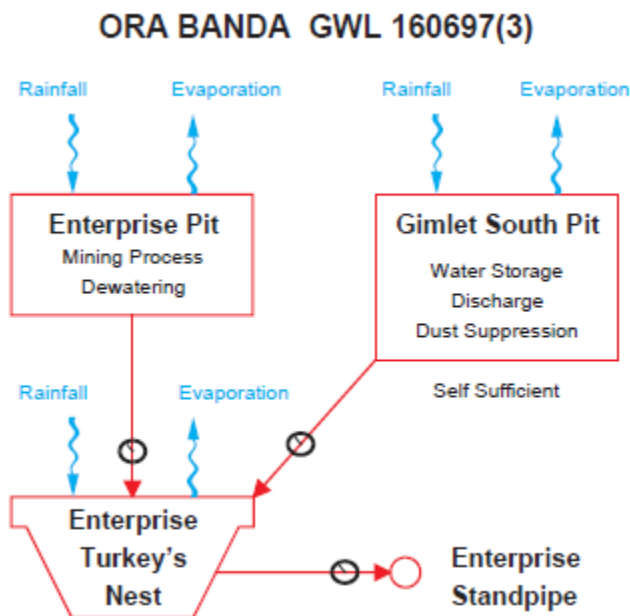 ORA BANDA GWL 160697(3)
Rainfall
Evaporation
Rainfall
Evaporation
Enterprise Pit
Mining Process
Dewatering
Gimlet South Pit
Water Storage
Discharge
Dust Suppression
Self Sufficient
Rainfall
Evaporation
Enterprise
Turkey's
Nest
Enterprise
Standpipe